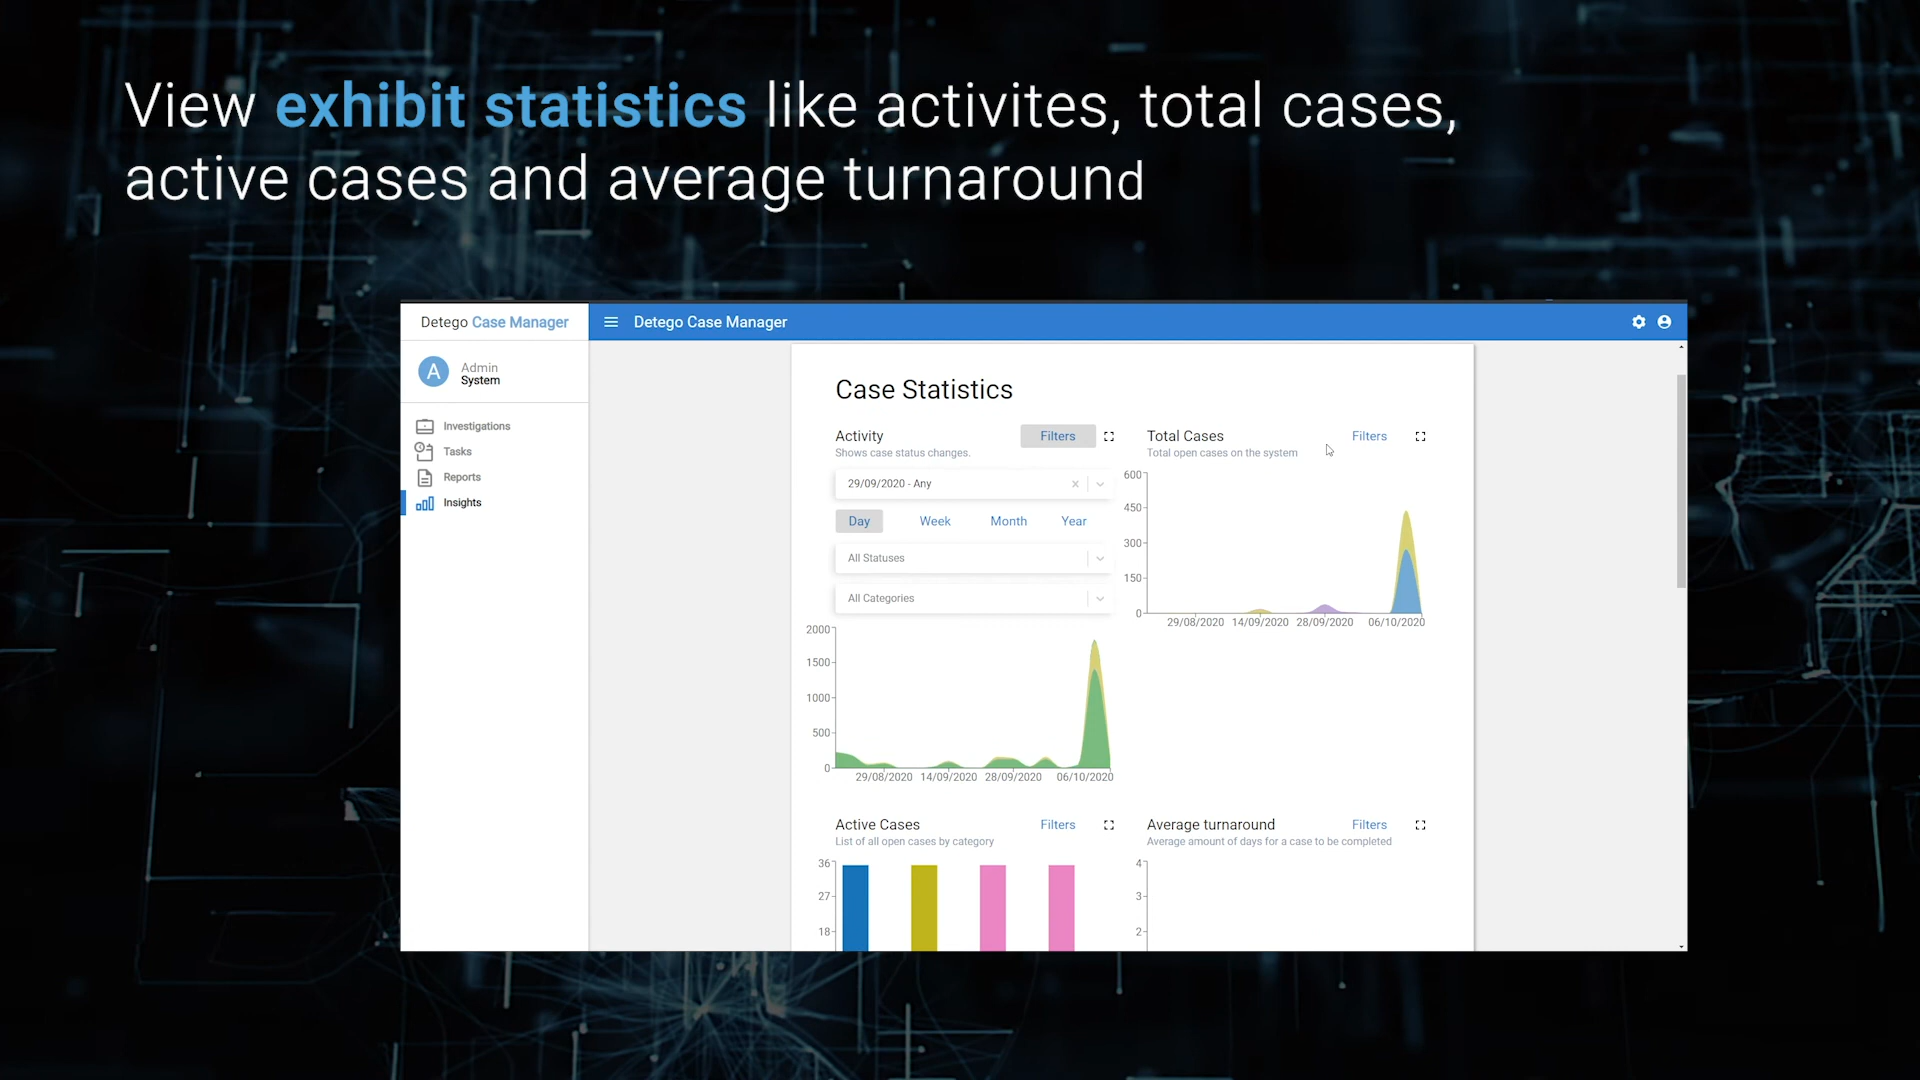 View exhibit statistics like activites, total cases,
active cases and average turnaround
Detego Case Manager
Detego Case Manager
A
Admin
System
Investigations
Tasks
Reports
Insights
Case Statistics
Activity
Filters
Shows case status changes.
29/09/2020 - Any
Day Week Month Year
All Statuses
All Categories
2000
1500
1000
500
0
29/08/2020 14/09/2020 28/09/2020 06/10/2020
Total Cases
Filters
Total open cases on the system
600
450
300
150
0
29/08/2020 14/09/2020 28/09/2020 06/10/2020
Active Cases
Filters
List of all open cases by category
36
27
18
Average turnaround
Filters
Average amount of days for a case to be completed
4
3
2